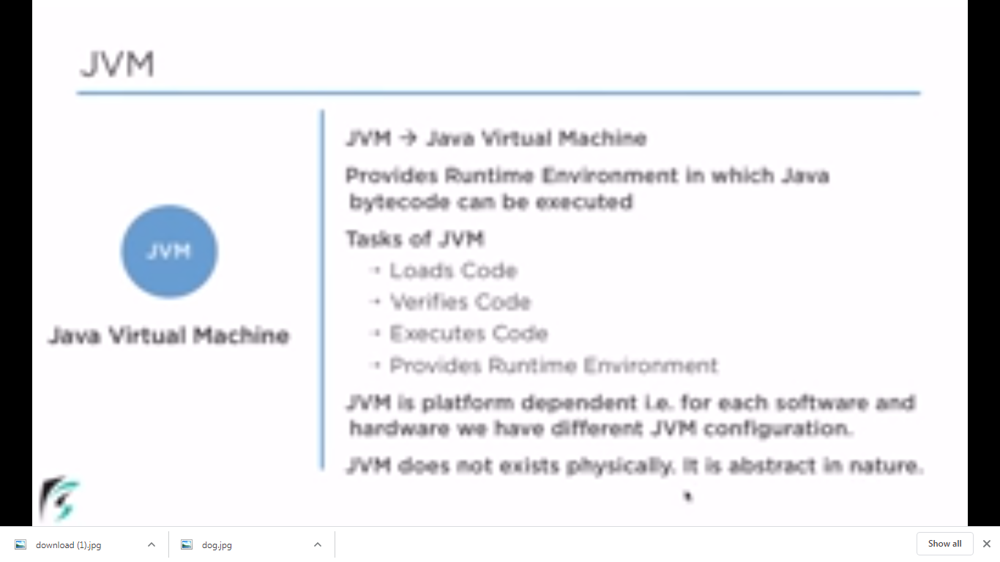 JVM
JVM
Java Virtual Machine
JVM → Java Virtual Machine
Provides Runtime Environment in which Java
bytecode can be executed
Tasks of JVM
→ Loads Code
→ Verifies Code
→ Executes Code
→ Provides Runtime Environment
JVM is platform dependent i.e. for each software and
hardware we have different JVM configuration.
JVM does not exists physically. It is abstract in nature.
download (1).jpg
dog.jpg
Show all